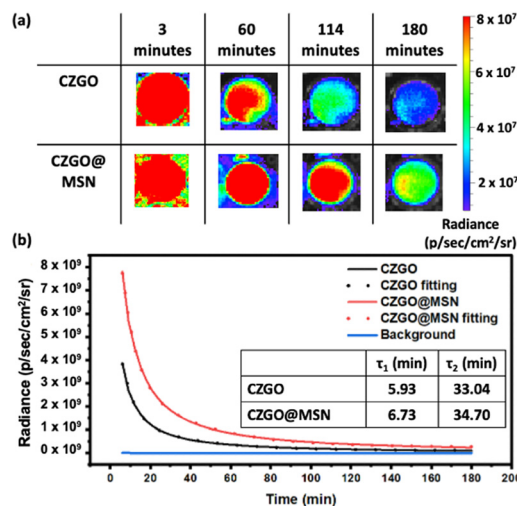 (a)
3 minutes
60 minutes
114 minutes
180 minutes
8 x 10⁷
6 x 10⁷
4 x 10⁷
2 x 10⁷
CZGO
CZGO@
MSN
Radiance
(p/sec/cm²/sr)
(b)
8 x 10⁹
7 x 10⁹
6 x 10⁹
5 x 10⁹
4 x 10⁹
3 x 10⁹
2 x 10⁹
1 x 10⁹
0 x 10⁹
Radiance (p/sec/cm²/sr)
CZGO
CZGO fitting
CZGO@MSN
CZGO@MSN fitting
Background
τ₁ (min) τ₂ (min)
CZGO 5.93 33.04
CZGO@MSN 6.73 34.70
0 20 40 60 80 100 120 140 160 180
Time (min)